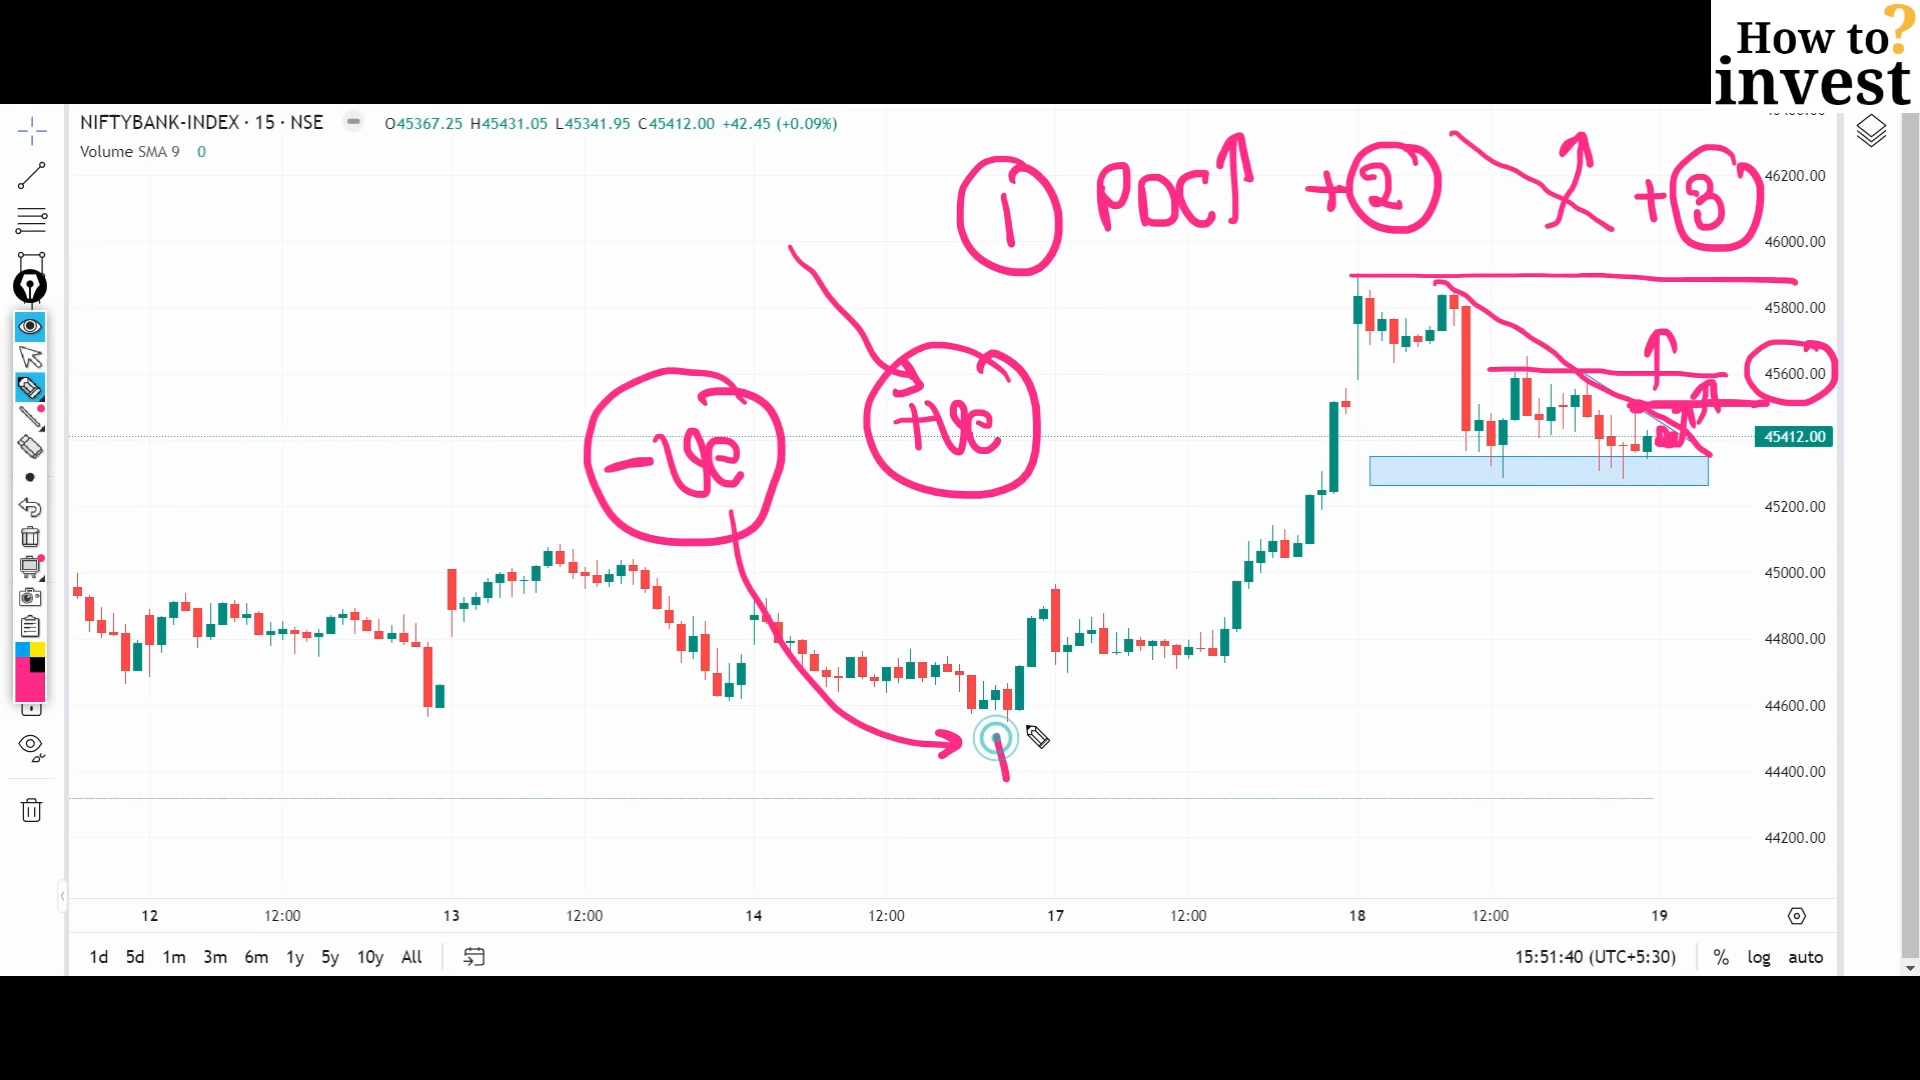 How to?
invest
NIFTYBANK-INDEX · 15 · NSE O45367.25 H45431.05 L45341.95 C45412.00 +42.45 (+0.09%)
Volume SMA 9 0
1 PDC↑ +2 +3
-ve
+ve
46200.00
46000.00
45800.00
45600.00
45412.00
45200.00
45000.00
44800.00
44600.00
44400.00
44200.00
12 12:00 13 12:00 14 12:00 17 12:00 18 12:00 19
1d 5d 1m 3m 6m 1y 5y 10y All 15:51:40 (UTC+5:30) % log auto